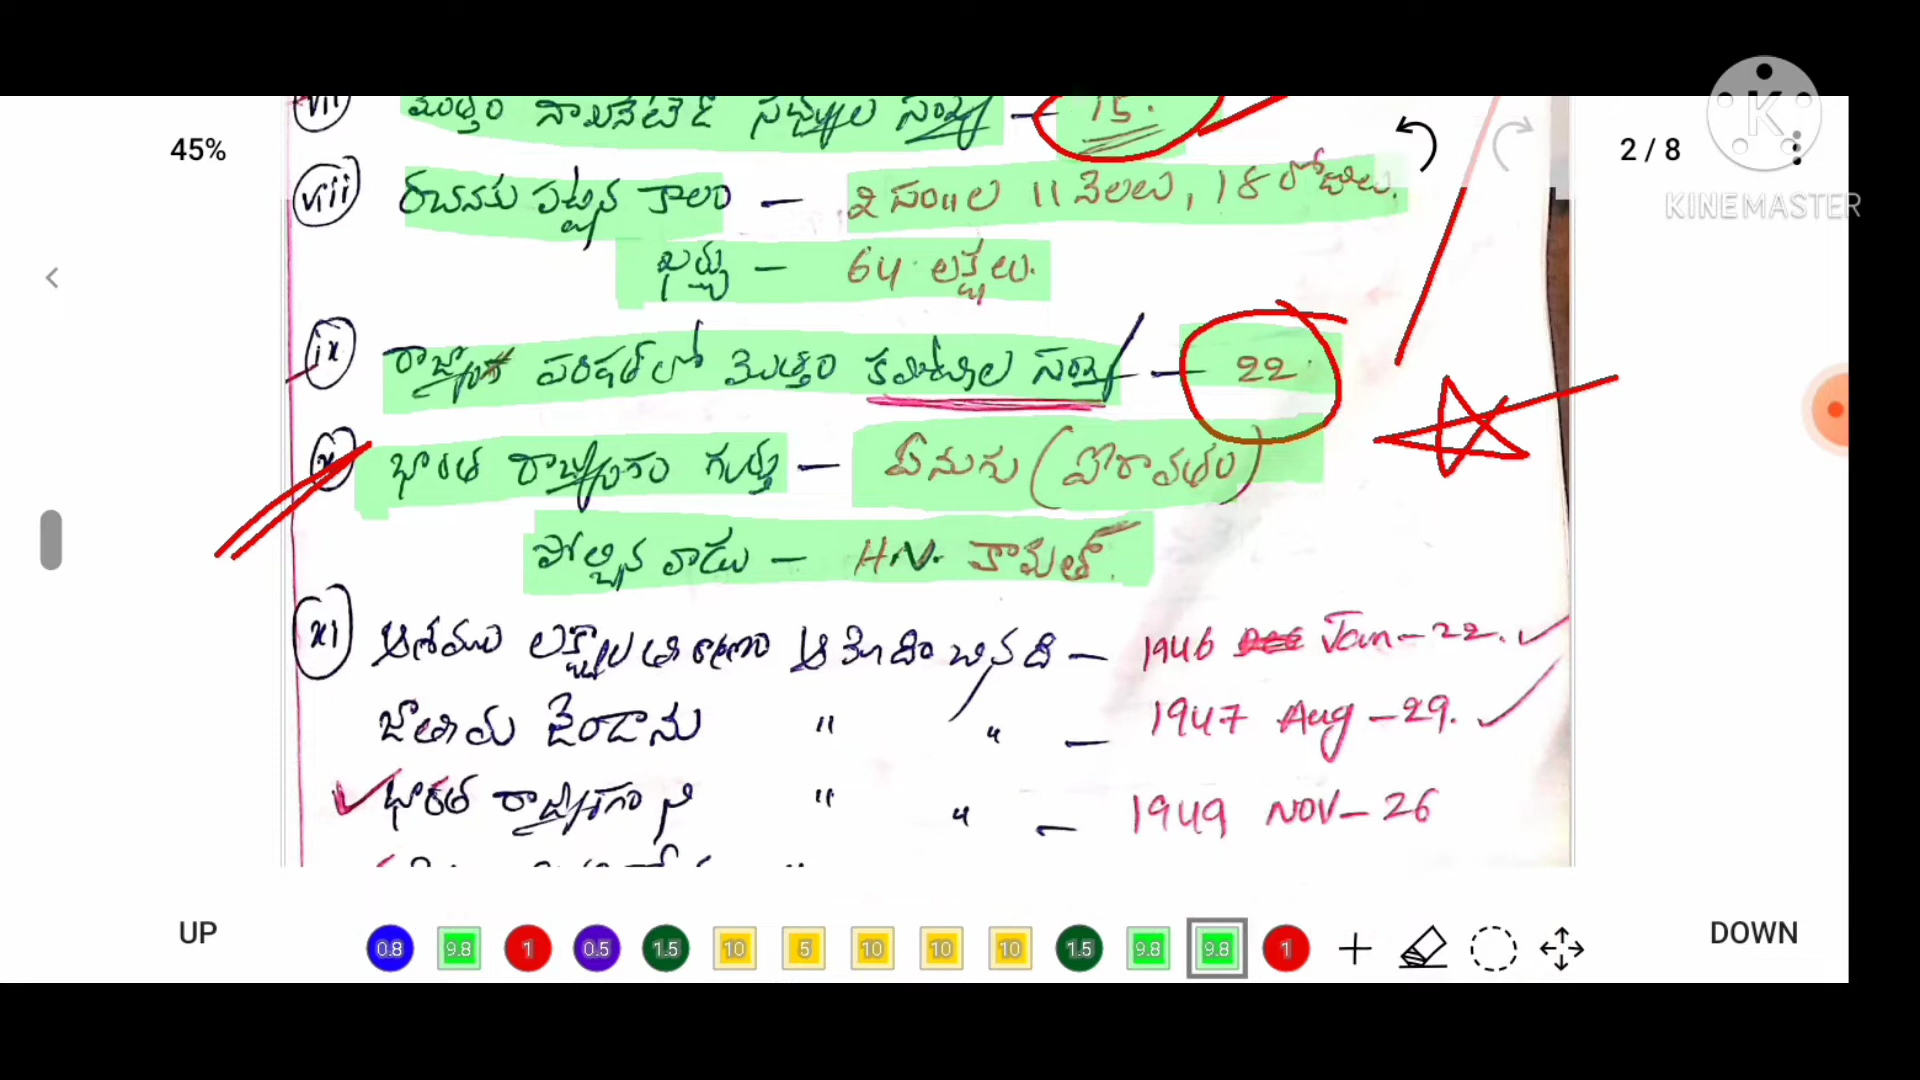 vii మొత్తం నామినేటెడ్ సభ్యుల సంఖ్య — 15.
45%
2 / 8
K
KINEMASTER
viii రచనకు పట్టిన కాలం — 2 సం॥ల 11 నెలలు, 18 రోజులు.
ఖర్చు — 64 లక్షలు.
ix రాజ్యాంగ పరిషత్‌లో మొత్తం కమిటీల సంఖ్య — 22.
x భారత రాజ్యాంగం గుర్తు — ఏనుగు (ఐరావతం)
పోల్చిన వాడు — H.V. కామత్.
xi ఆశయాలు లక్ష్యాల తీర్మానం ఆమోదించినది — 1946 Jan-22.
జాతీయ జెండాను " " — 1947 Aug-29.
భారత రాజ్యాంగాన్ని " " — 1949 NOV-26
UP
0.8 9.8 1 0.5 1.5 10 5 10 10 10 1.5 9.8 9.8 1
DOWN